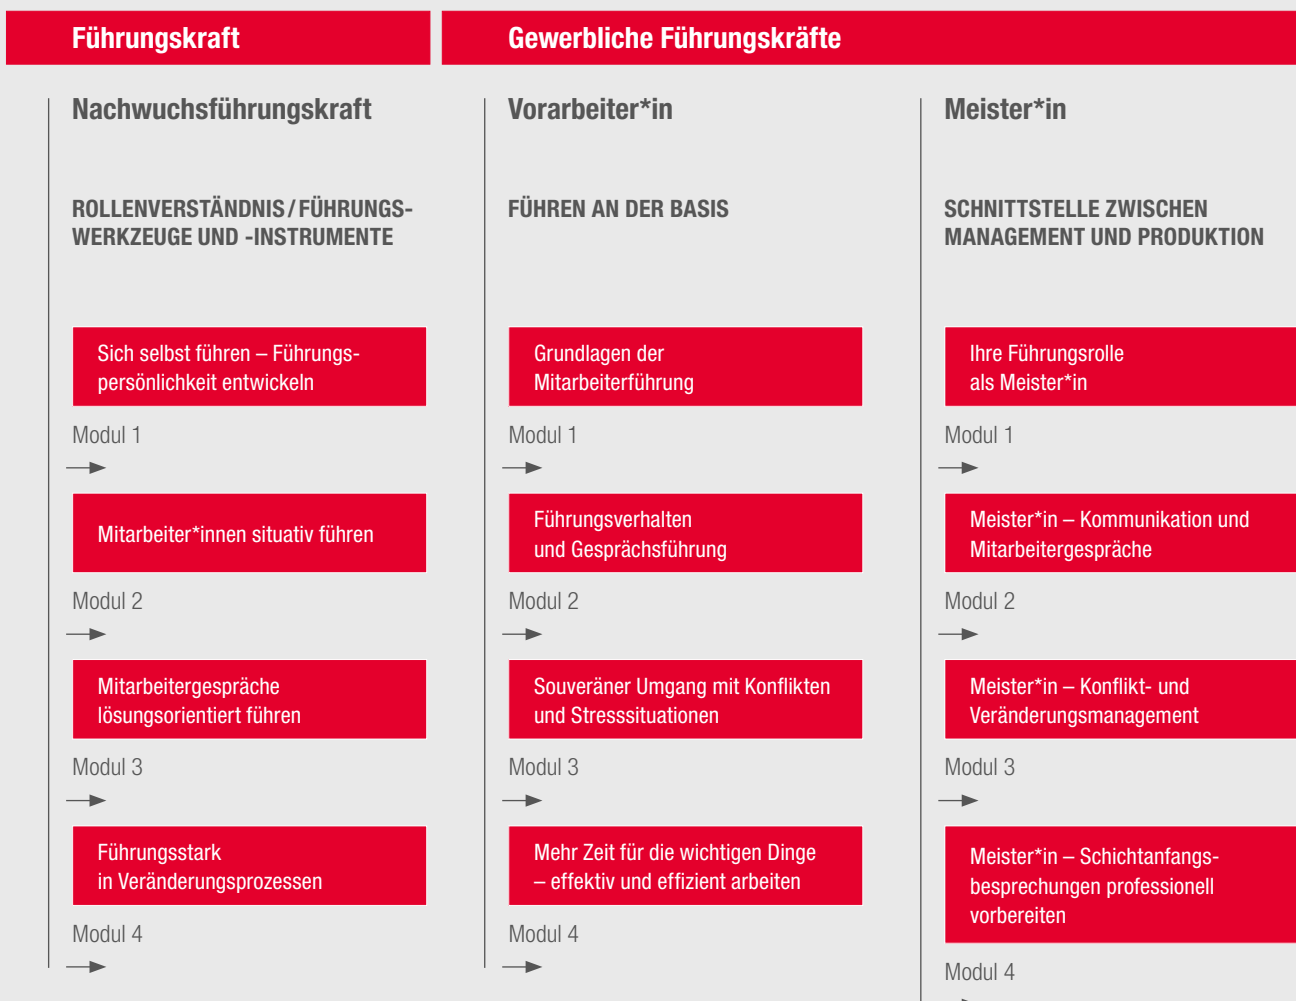 Führungskraft
Gewerbliche Führungskräfte
Nachwuchsführungskraft
ROLLENVERSTÄNDNIS/FÜHRUNGS-
WERKZEUGE UND -INSTRUMENTE
Sich selbst führen – Führungs-
persönlichkeit entwickeln
Modul 1
Mitarbeiter*innen situativ führen
Modul 2
Mitarbeitergespräche
lösungsorientiert führen
Modul 3
Führungsstark
in Veränderungsprozessen
Modul 4
Vorarbeiter*in
FÜHREN AN DER BASIS
Grundlagen der
Mitarbeiterführung
Modul 1
Führungsverhalten
und Gesprächsführung
Modul 2
Souveräner Umgang mit Konflikten
und Stresssituationen
Modul 3
Mehr Zeit für die wichtigen Dinge
– effektiv und effizient arbeiten
Modul 4
Meister*in
SCHNITTSTELLE ZWISCHEN
MANAGEMENT UND PRODUKTION
Ihre Führungsrolle
als Meister*in
Modul 1
Meister*in – Kommunikation und
Mitarbeitergespräche
Modul 2
Meister*in – Konflikt- und
Veränderungsmanagement
Modul 3
Meister*in – Schichtanfangs-
besprechungen professionell
vorbereiten
Modul 4